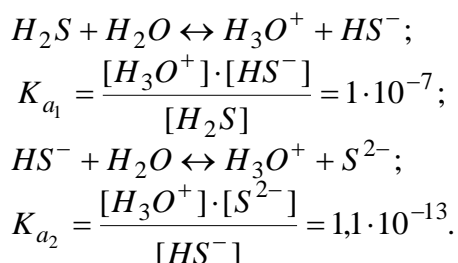 H₂S + H₂O ↔ H₃O⁺ + HS⁻;
Kₐ₁ = [H₃O⁺]·[HS⁻] / [H₂S] = 1·10⁻⁷;
HS⁻ + H₂O ↔ H₃O⁺ + S²⁻;
Kₐ₂ = [H₃O⁺]·[S²⁻] / [HS⁻] = 1,1·10⁻¹³.